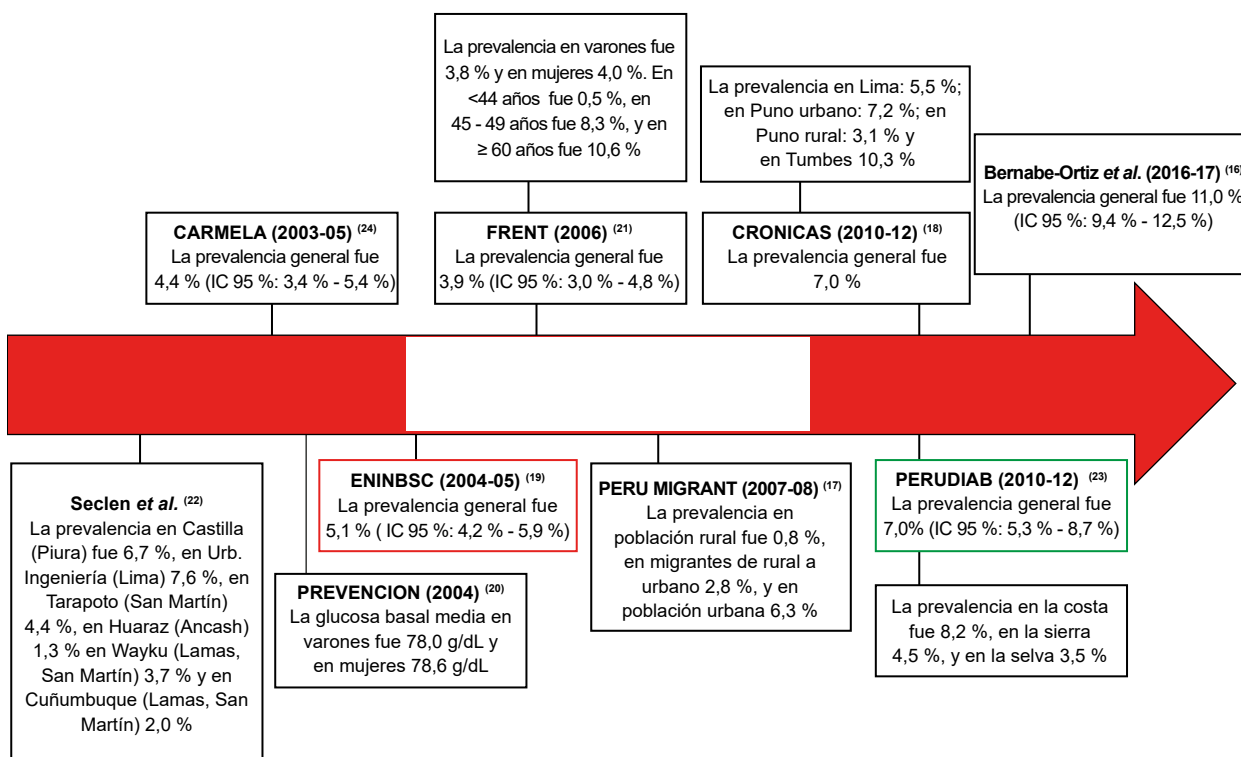 La prevalencia en varones fue
3,8 % y en mujeres 4,0 %. En
<44 años fue 0,5 %, en
45 - 49 años fue 8,3 %, y en
≥ 60 años fue 10,6 %
La prevalencia en Lima: 5,5 %;
en Puno urbano: 7,2 %; en
Puno rural: 3,1 % y
en Tumbes 10,3 %
Bernabe-Ortiz et al. (2016-17) (16)
La prevalencia general fue 11,0 %
(IC 95 %: 9,4 % - 12,5 %)
CARMELA (2003-05) (24)
La prevalencia general fue
4,4 % (IC 95 %: 3,4 % - 5,4 %)
FRENT (2006) (21)
La prevalencia general fue
3,9 % (IC 95 %: 3,0 % - 4,8 %)
CRONICAS (2010-12) (18)
La prevalencia general fue
7,0 %
Seclen et al. (22)
La prevalencia en Castilla
(Piura) fue 6,7 %, en Urb.
Ingeniería (Lima) 7,6 %, en
Tarapoto (San Martín)
4,4 %, en Huaraz (Ancash)
1,3 % en Wayku (Lamas,
San Martín) 3,7 % y en
Cuñumbuque (Lamas, San
Martín) 2,0 %
ENINBSC (2004-05) (19)
La prevalencia general fue
5,1 % ( IC 95 %: 4,2 % - 5,9 %)
PREVENCION (2004) (20)
La glucosa basal media en
varones fue 78,0 g/dL y
en mujeres 78,6 g/dL
PERU MIGRANT (2007-08) (17)
La prevalencia en
población rural fue 0,8 %,
en migrantes de rural a
urbano 2,8 %, y en
población urbana 6,3 %
PERUDIAB (2010-12) (23)
La prevalencia general fue
7,0% (IC 95 %: 5,3 % - 8,7 %)
La prevalencia en la costa
fue 8,2 %, en la sierra
4,5 %, y en la selva 3,5 %